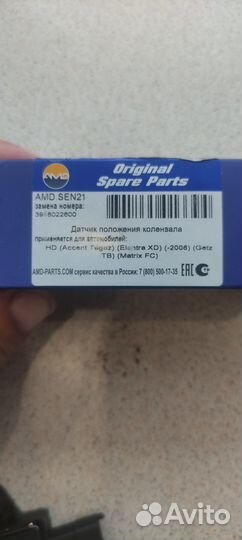 AMD
Original
Spare Parts
AMD SEN21
замена номера:
3918022600
Датчик положения коленвала
применяется для автомобилей:
HD (Accent Tagaz) (Elantra XD) (-2006) (Getz
TB) (Matrix FC)
AMD-PARTS.COM сервис качества в России: 7 (800) 500-17-35
EAC
Avito